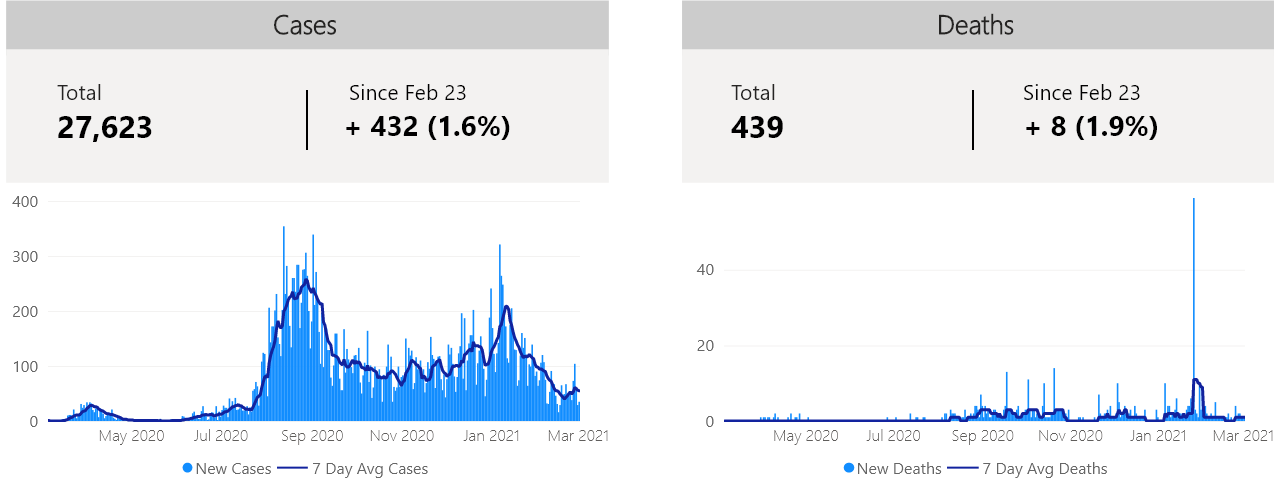 Cases
Total
Since Feb 23
27,623
+ 432 (1.6%)
400
300
200
100
0
May 2020 Jul 2020 Sep 2020 Nov 2020 Jan 2021 Mar 2021
New Cases 7 Day Avg Cases
Deaths
Total
Since Feb 23
439
+ 8 (1.9%)
40
20
0
May 2020 Jul 2020 Sep 2020 Nov 2020 Jan 2021 Mar 2021
New Deaths 7 Day Avg Deaths